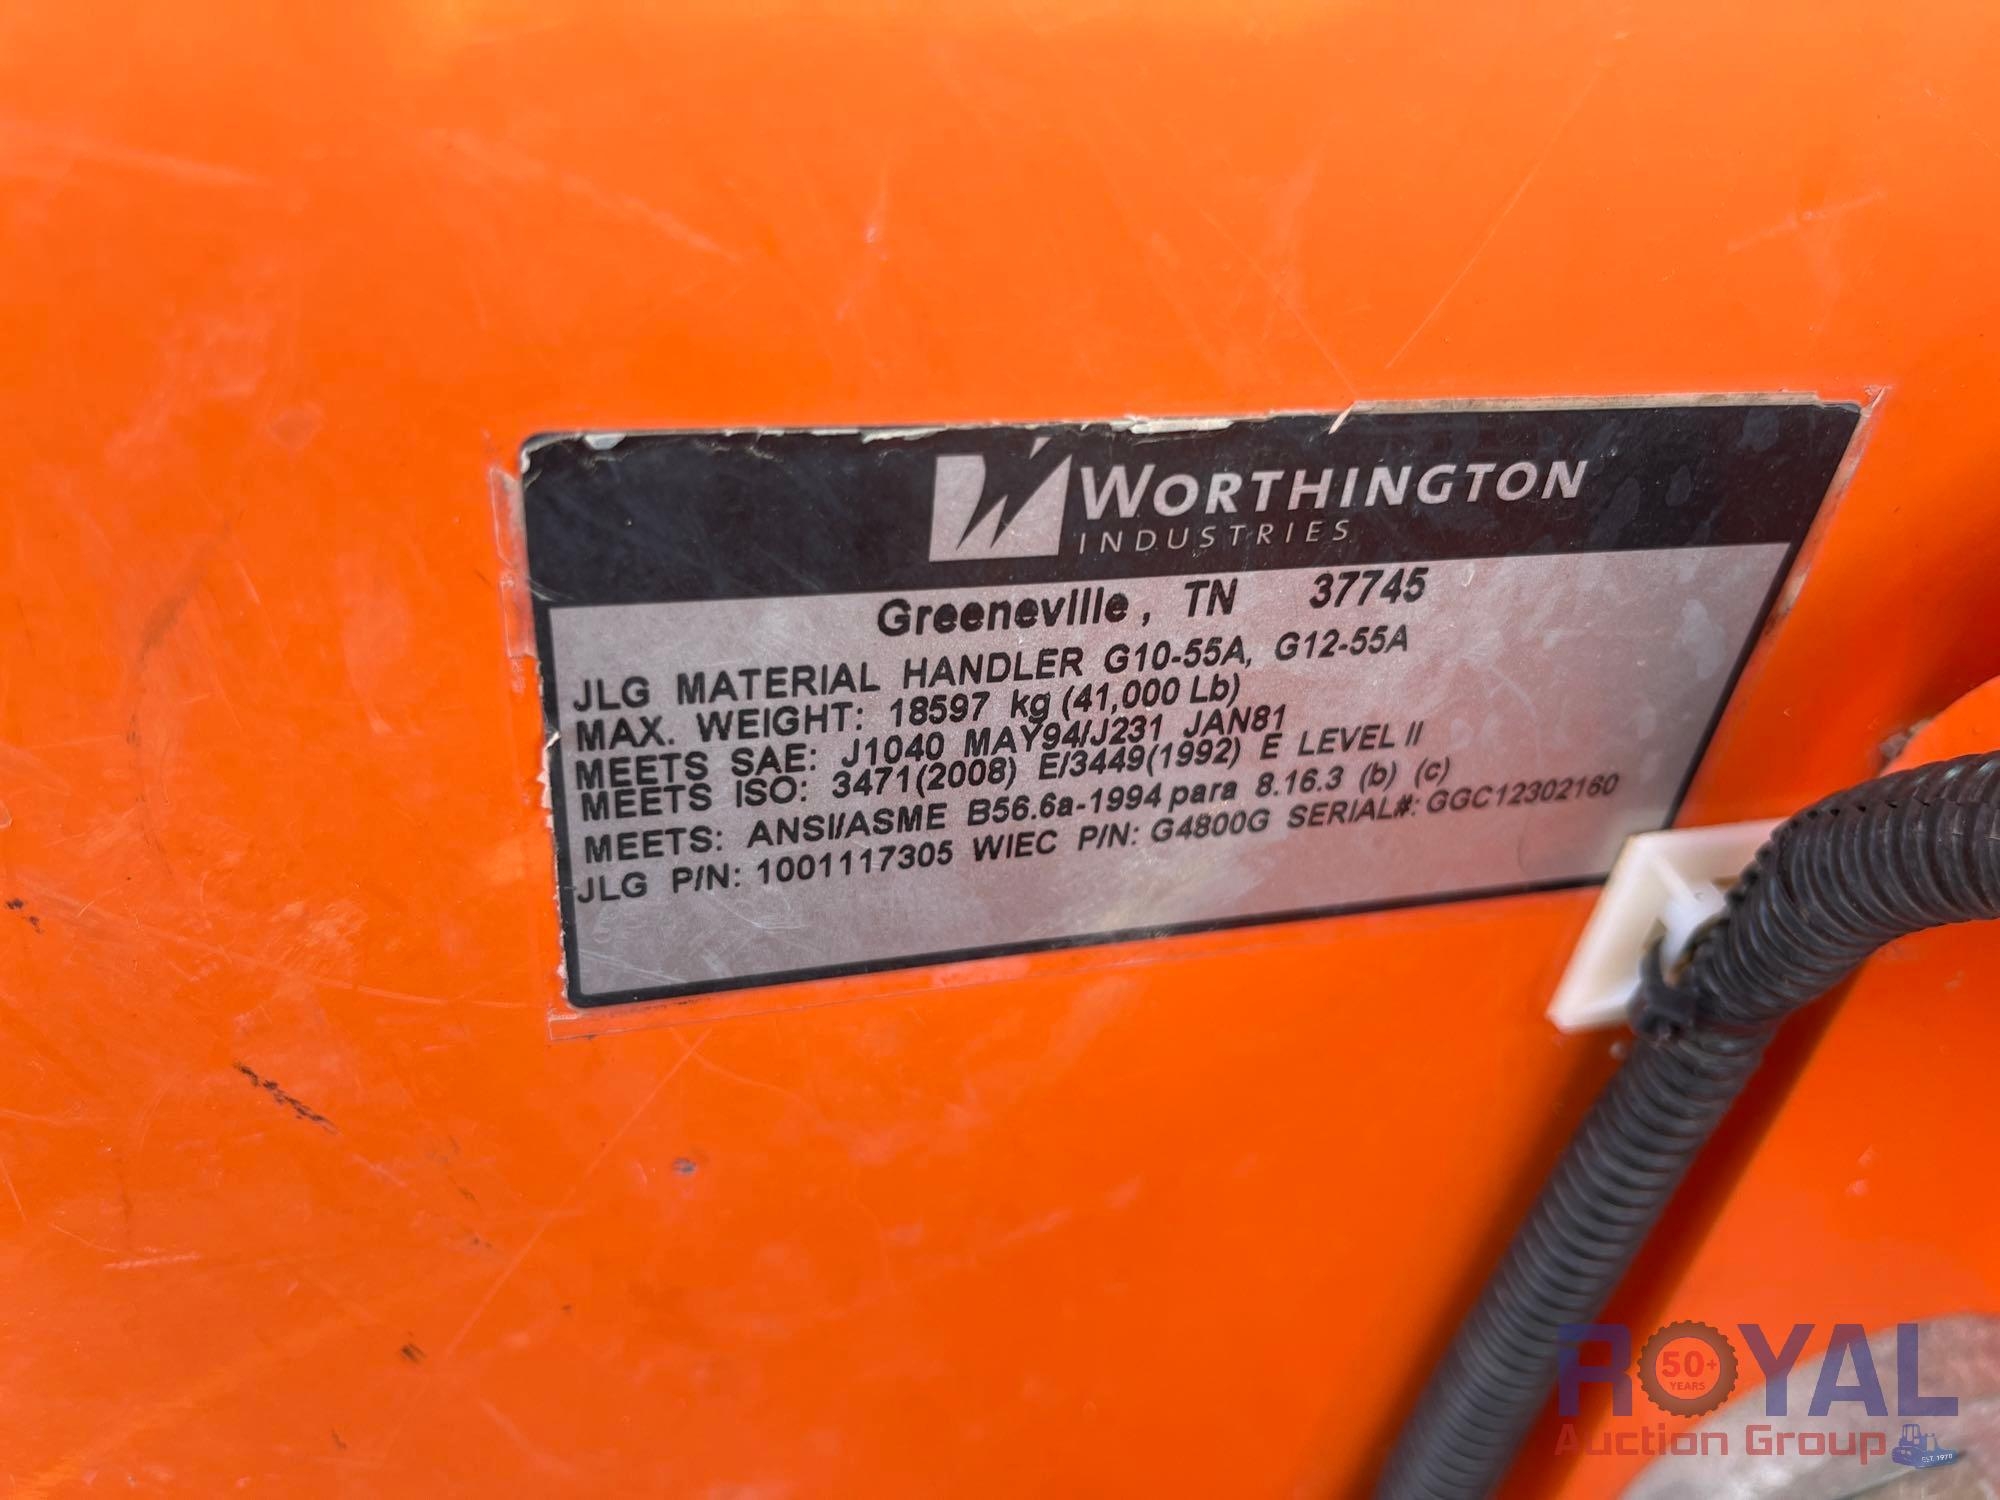 WORTHINGTON
INDUSTRIES
Greeneville, TN 37745
JLG MATERIAL HANDLER G10-55A, G12-55A
MAX. WEIGHT: 18597 kg (41,000 Lb)
MEETS SAE: J1040 MAY94/J231 JAN81
MEETS ISO: 3471(2008) E/3449(1992) E LEVEL II
MEETS: ANSI/ASME B56.6a-1994 para 8.16.3 (b) (c)
JLG P/N: 1001117305 WIEC P/N: G4800G SERIAL#: GGC12302160
ROYAL
50+
YEARS
Auction Group
EST. 1970